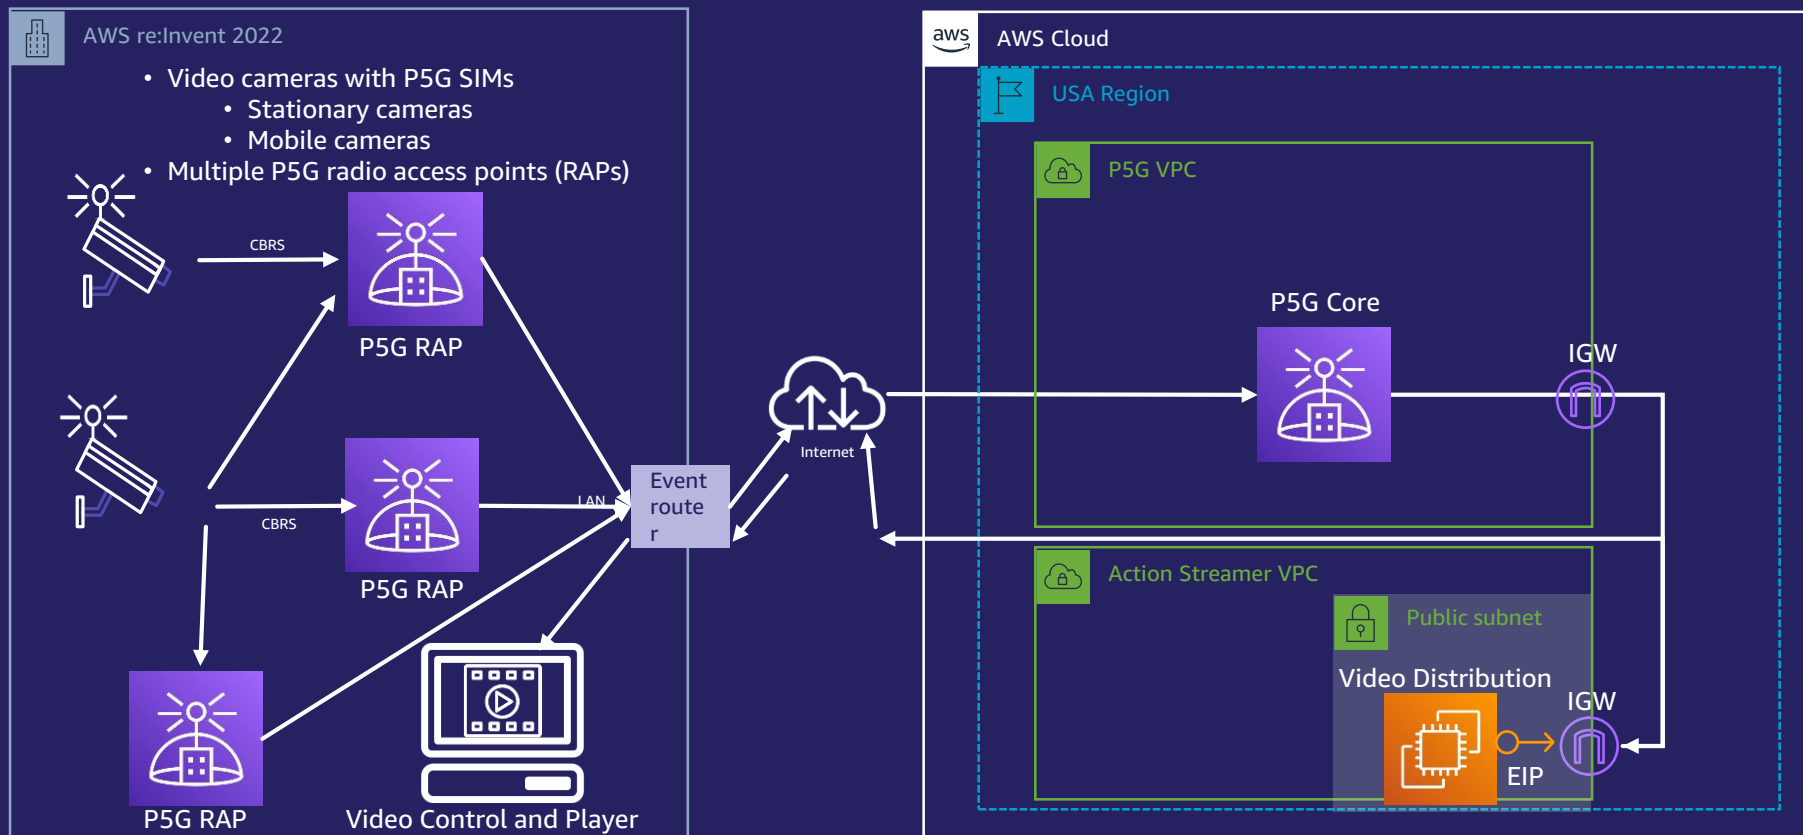 AWS re:Invent 2022
• Video cameras with P5G SIMs
• Stationary cameras
• Mobile cameras
• Multiple P5G radio access points (RAPs)
CBRS
P5G RAP
CBRS
P5G RAP
LAN
P5G RAP
Event
route
r
Video Control and Player
Internet
aws
AWS Cloud
USA Region
P5G VPC
P5G Core
IGW
Action Streamer VPC
Public subnet
Video Distribution
IGW
EIP